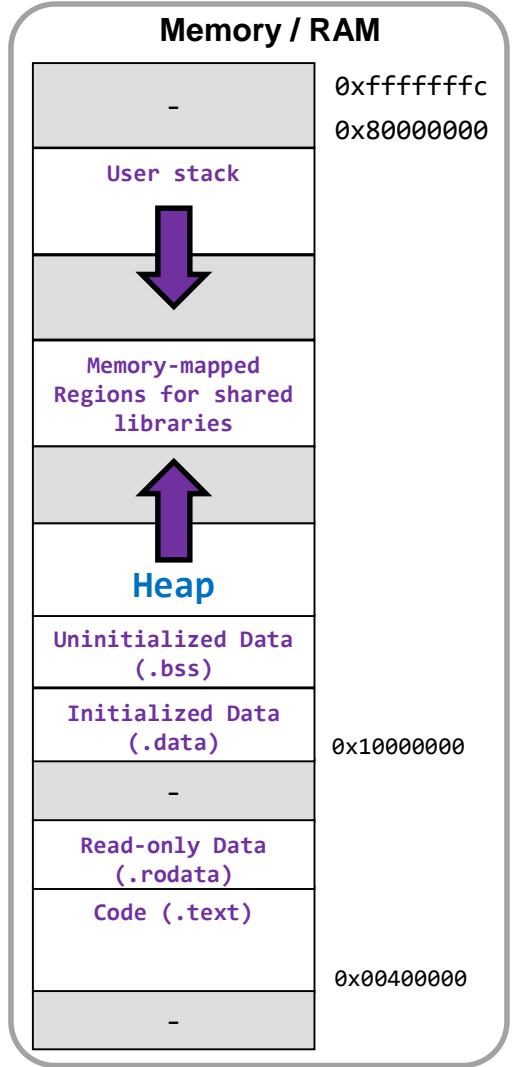 Memory / RAM
0xfffffffc
-
0x80000000
User stack
Memory-mapped
Regions for shared
libraries
Heap
Uninitialized Data
(.bss)
Initialized Data
(.data)
0x10000000
-
Read-only Data
(.rodata)
Code (.text)
0x00400000
-